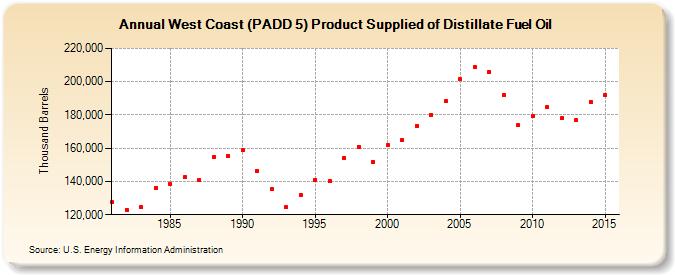 Annual West Coast (PADD 5) Product Supplied of Distillate Fuel Oil
Thousand Barrels
220,000
200,000
180,000
160,000
140,000
120,000
1985 1990 1995 2000 2005 2010 2015
Source: U.S. Energy Information Administration